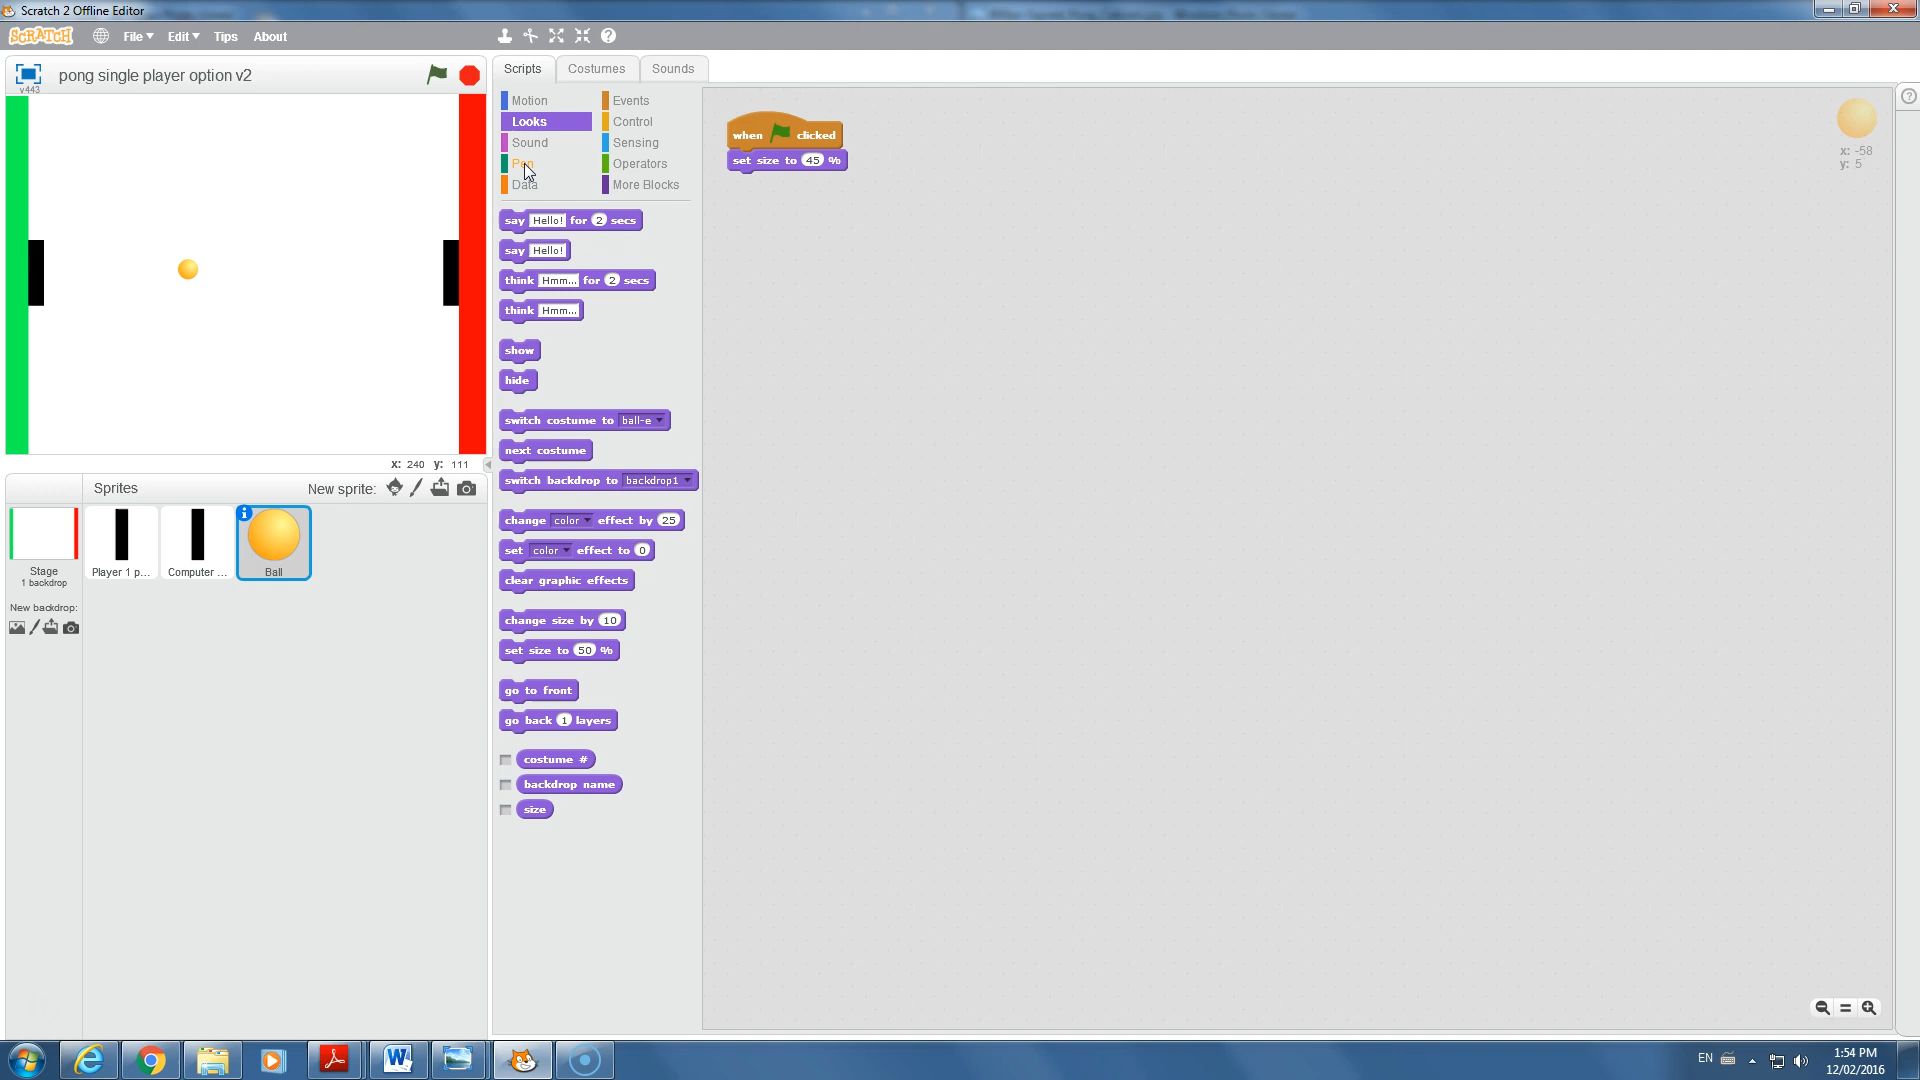 Scratch 2 Offline Editor
SCRATCH File Edit Tips About
pong single player option v2
v443
Scripts Costumes Sounds
Motion Events
Looks Control
Sound Sensing
Pen Operators
Data More Blocks
say Hello! for 2 secs
say Hello!
think Hmm... for 2 secs
think Hmm...
show
hide
switch costume to ball-e
next costume
switch backdrop to backdrop1
change color effect by 25
set color effect to 0
clear graphic effects
change size by 10
set size to 50 %
go to front
go back 1 layers
costume #
backdrop name
size
when clicked
set size to 45 %
x: -58
y: 5
x: 240 y: 111
Sprites New sprite:
Stage
1 backdrop
New backdrop:
Player 1 p...
Computer ...
Ball
EN
1:54 PM
12/02/2016